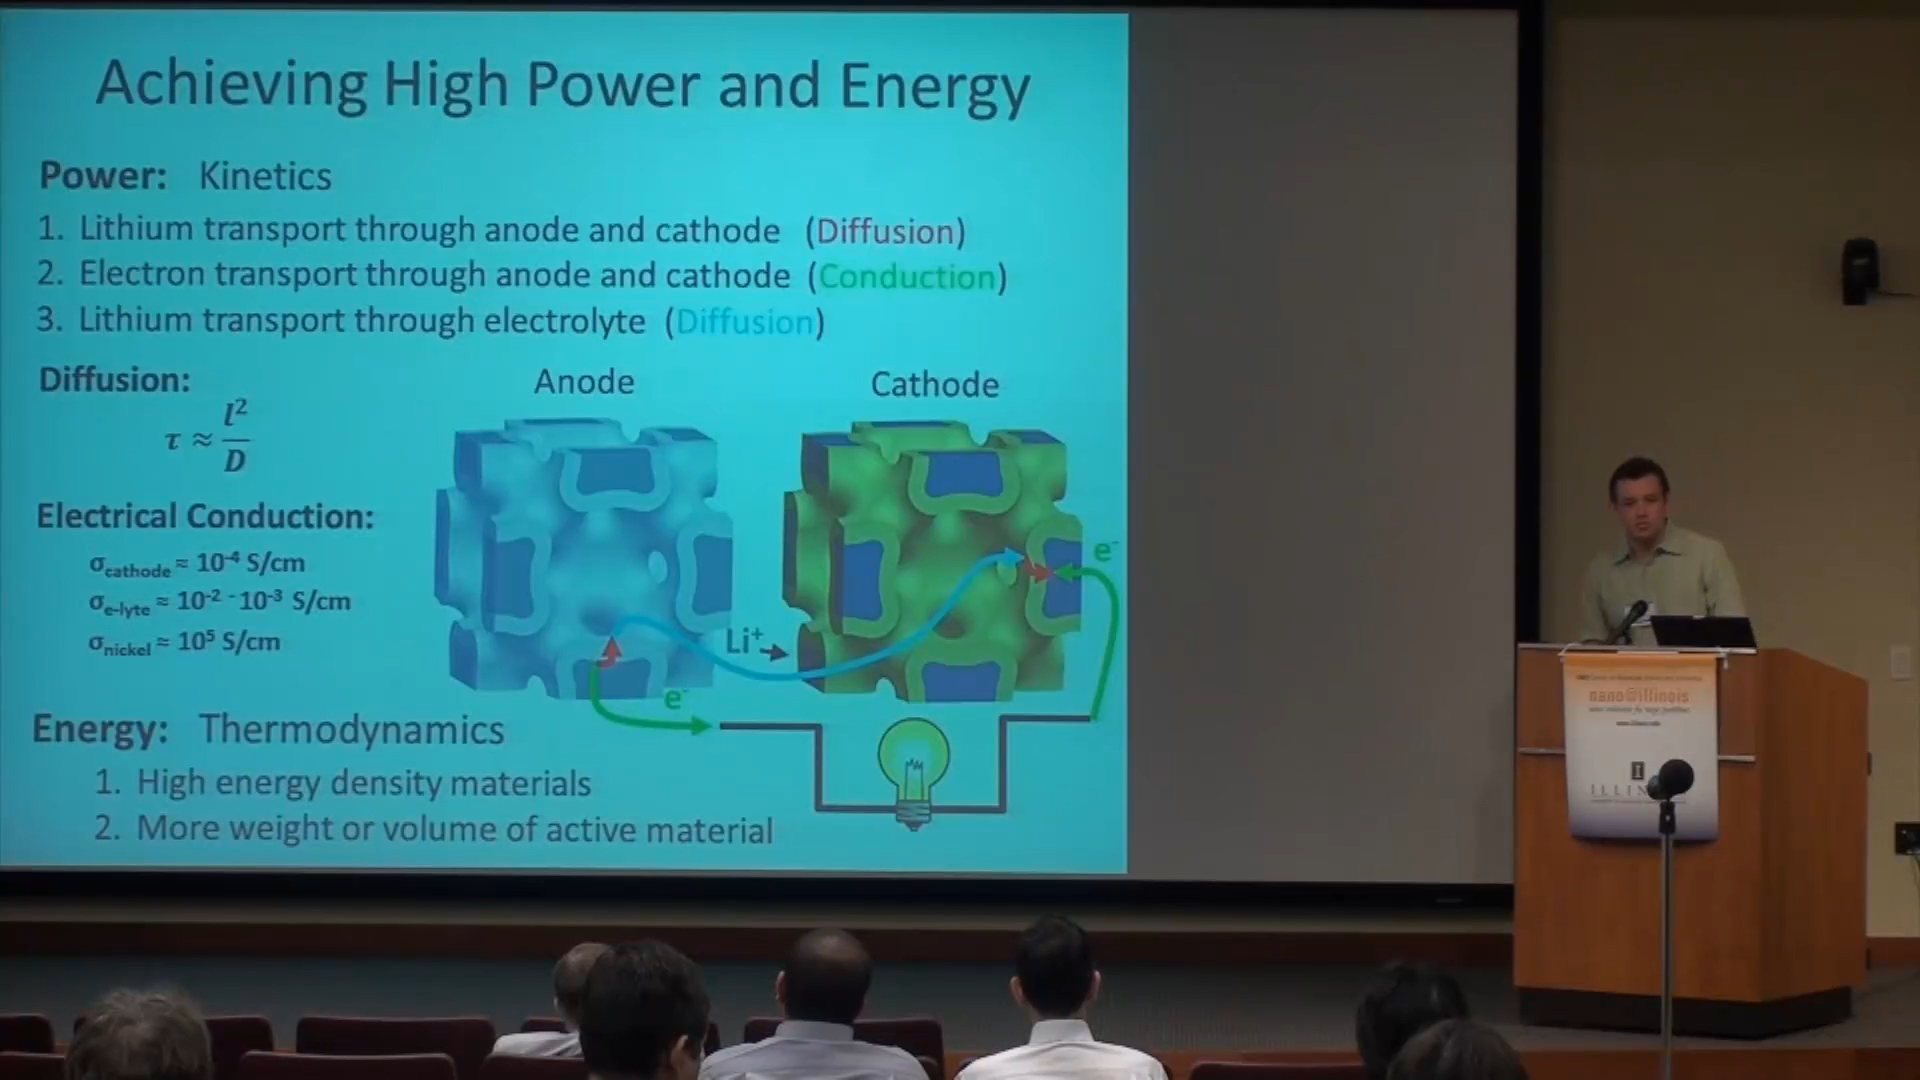 Achieving High Power and Energy
Power: Kinetics
1. Lithium transport through anode and cathode (Diffusion)
2. Electron transport through anode and cathode (Conduction)
3. Lithium transport through electrolyte (Diffusion)
Diffusion:
τ ≈ l²/D
Anode
Cathode
Electrical Conduction:
σcathode ≈ 10⁻⁴ S/cm
σe-lyte ≈ 10⁻² - 10⁻³ S/cm
σnickel ≈ 10⁵ S/cm
e⁻
Li⁺
e⁻
Energy: Thermodynamics
1. High energy density materials
2. More weight or volume of active material
nano@illinois
I
ILLIN